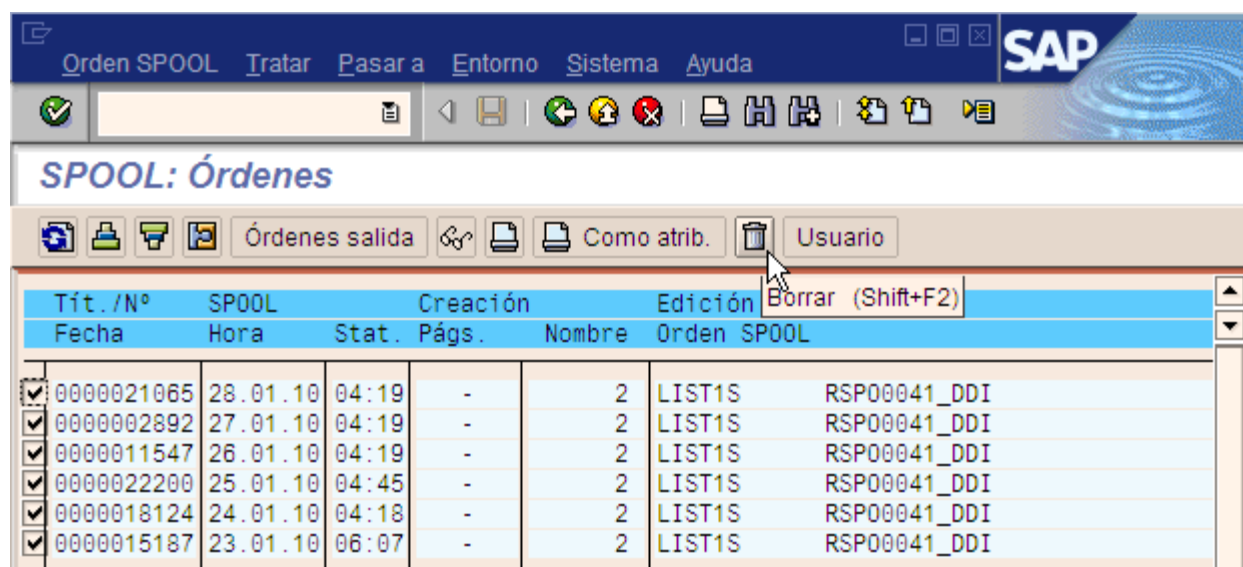 Orden SPOOL Tratar Pasar a Entorno Sistema Ayuda
SAP
SPOOL: Órdenes
Órdenes salida Como atrib. Usuario
Borrar (Shift+F2)
Tít./Nº SPOOL Creación Edición
Fecha Hora Stat. Págs. Nombre Orden SPOOL
0000021065 28.01.10 04:19 - 2 LIST1S RSPO0041_DDI
0000002892 27.01.10 04:19 - 2 LIST1S RSPO0041_DDI
0000011547 26.01.10 04:19 - 2 LIST1S RSPO0041_DDI
0000022200 25.01.10 04:45 - 2 LIST1S RSPO0041_DDI
0000018124 24.01.10 04:18 - 2 LIST1S RSPO0041_DDI
0000015187 23.01.10 06:07 - 2 LIST1S RSPO0041_DDI